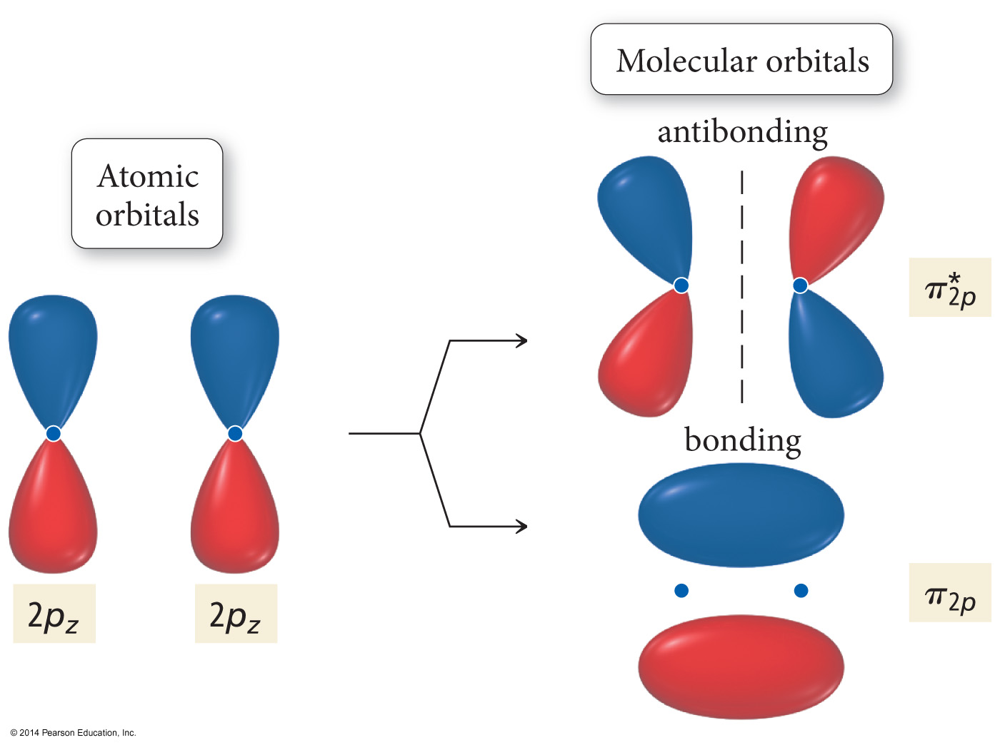 Molecular orbitals
antibonding
Atomic
orbitals
π*2p
bonding
2pz
2pz
π2p
© 2014 Pearson Education, Inc.